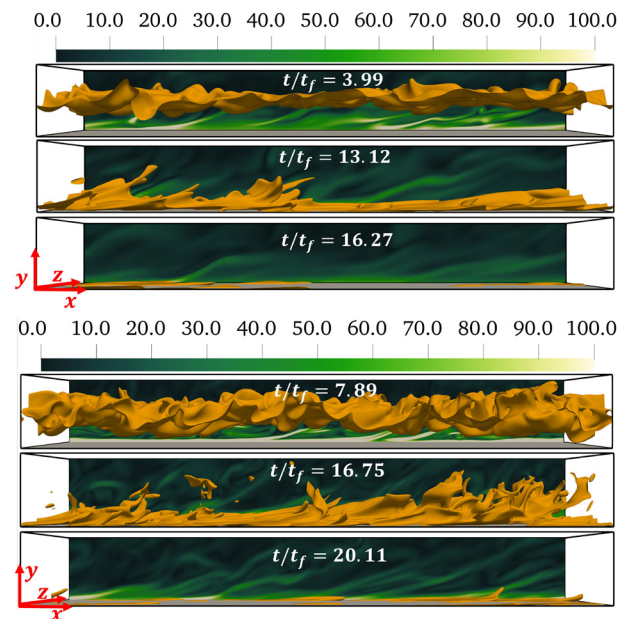 0.0 10.0 20.0 30.0 40.0 50.0 60.0 70.0 80.0 90.0 100.0
t/t_f = 3.99
t/t_f = 13.12
t/t_f = 16.27
y
z
x
0.0 10.0 20.0 30.0 40.0 50.0 60.0 70.0 80.0 90.0 100.0
t/t_f = 7.89
t/t_f = 16.75
t/t_f = 20.11
y
z
x